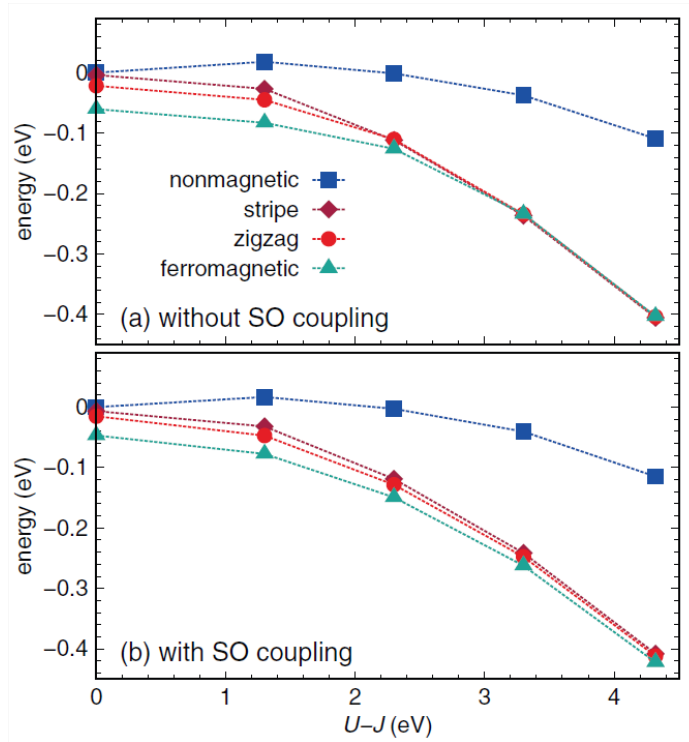 0
−0.1
−0.2
−0.3
−0.4
energy (eV)
nonmagnetic
stripe
zigzag
ferromagnetic
(a) without SO coupling
0
−0.1
−0.2
−0.3
−0.4
energy (eV)
(b) with SO coupling
0 1 2 3 4
U−J (eV)